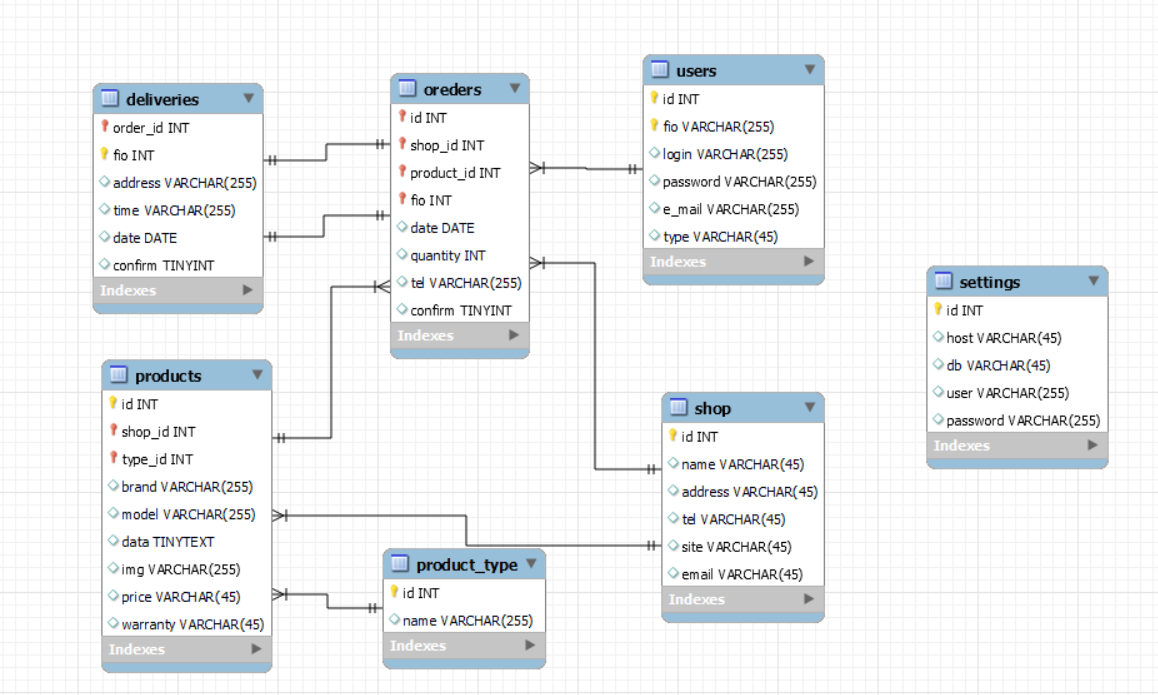 deliveries
order_id INT
fio INT
address VARCHAR(255)
time VARCHAR(255)
date DATE
confirm TINYINT
Indexes
oreders
id INT
shop_id INT
product_id INT
fio INT
date DATE
quantity INT
tel VARCHAR(255)
confirm TINYINT
Indexes
users
id INT
fio VARCHAR(255)
login VARCHAR(255)
password VARCHAR(255)
e_mail VARCHAR(255)
type VARCHAR(45)
Indexes
settings
id INT
host VARCHAR(45)
db VARCHAR(45)
user VARCHAR(255)
password VARCHAR(255)
Indexes
products
id INT
shop_id INT
type_id INT
brand VARCHAR(255)
model VARCHAR(255)
data TINYTEXT
img VARCHAR(255)
price VARCHAR(45)
warranty VARCHAR(45)
Indexes
product_type
id INT
name VARCHAR(255)
Indexes
shop
id INT
name VARCHAR(45)
address VARCHAR(45)
tel VARCHAR(45)
site VARCHAR(45)
email VARCHAR(45)
Indexes